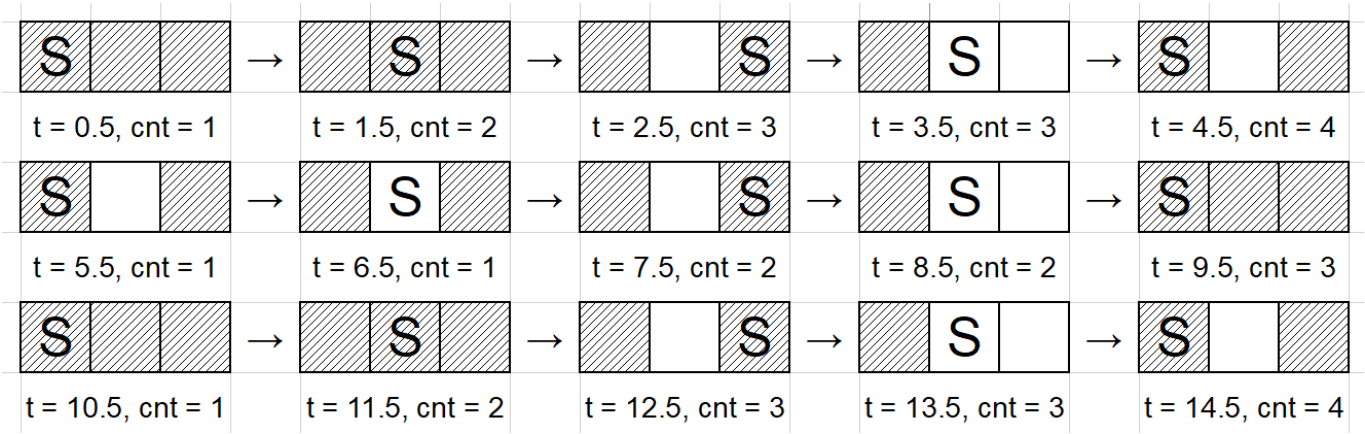 S → S → S → S → S
t = 0.5, cnt = 1 t = 1.5, cnt = 2 t = 2.5, cnt = 3 t = 3.5, cnt = 3 t = 4.5, cnt = 4
S → S → S → S → S
t = 5.5, cnt = 1 t = 6.5, cnt = 1 t = 7.5, cnt = 2 t = 8.5, cnt = 2 t = 9.5, cnt = 3
S → S → S → S → S
t = 10.5, cnt = 1 t = 11.5, cnt = 2 t = 12.5, cnt = 3 t = 13.5, cnt = 3 t = 14.5, cnt = 4